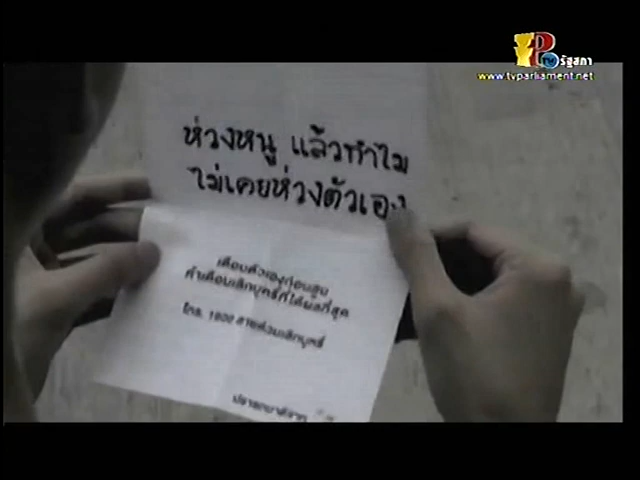 TV รัฐสภา
www.tvparliament.net
ห่วงหนู แล้วทำไม
ไม่เคยห่วงตัวเอง
เตือนตัวเองก่อนสูบ
คำเตือนเลิกบุหรี่ที่ได้ผลที่สุด
โทร. 1600 สายด่วนเลิกบุหรี่